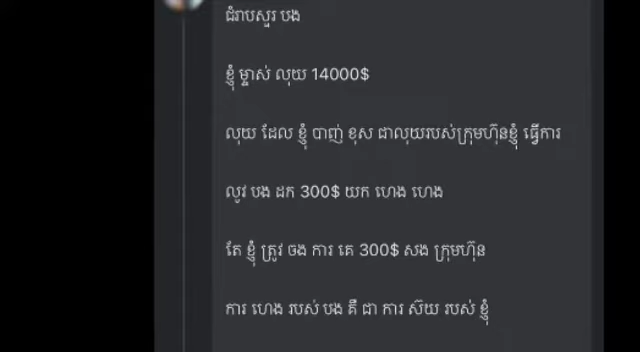 ជំរាបសួរ បង
ខ្ញុំ ម្ចាស់ លុយ 14000$
លុយ ដែល ខ្ញុំ បាញ់ ខុស ជាលុយរបស់ក្រុមហ៊ុនខ្ញុំ ធ្វើការ
លូវ បង ដក 300$ យក ហេង ហេង
តែ ខ្ញុំ ត្រូវ ចង ការ គេ 300$ សង ក្រុមហ៊ុន
ការ ហេង របស់ បង គឺ ជា ការ ស៊យ របស់ ខ្ញុំ